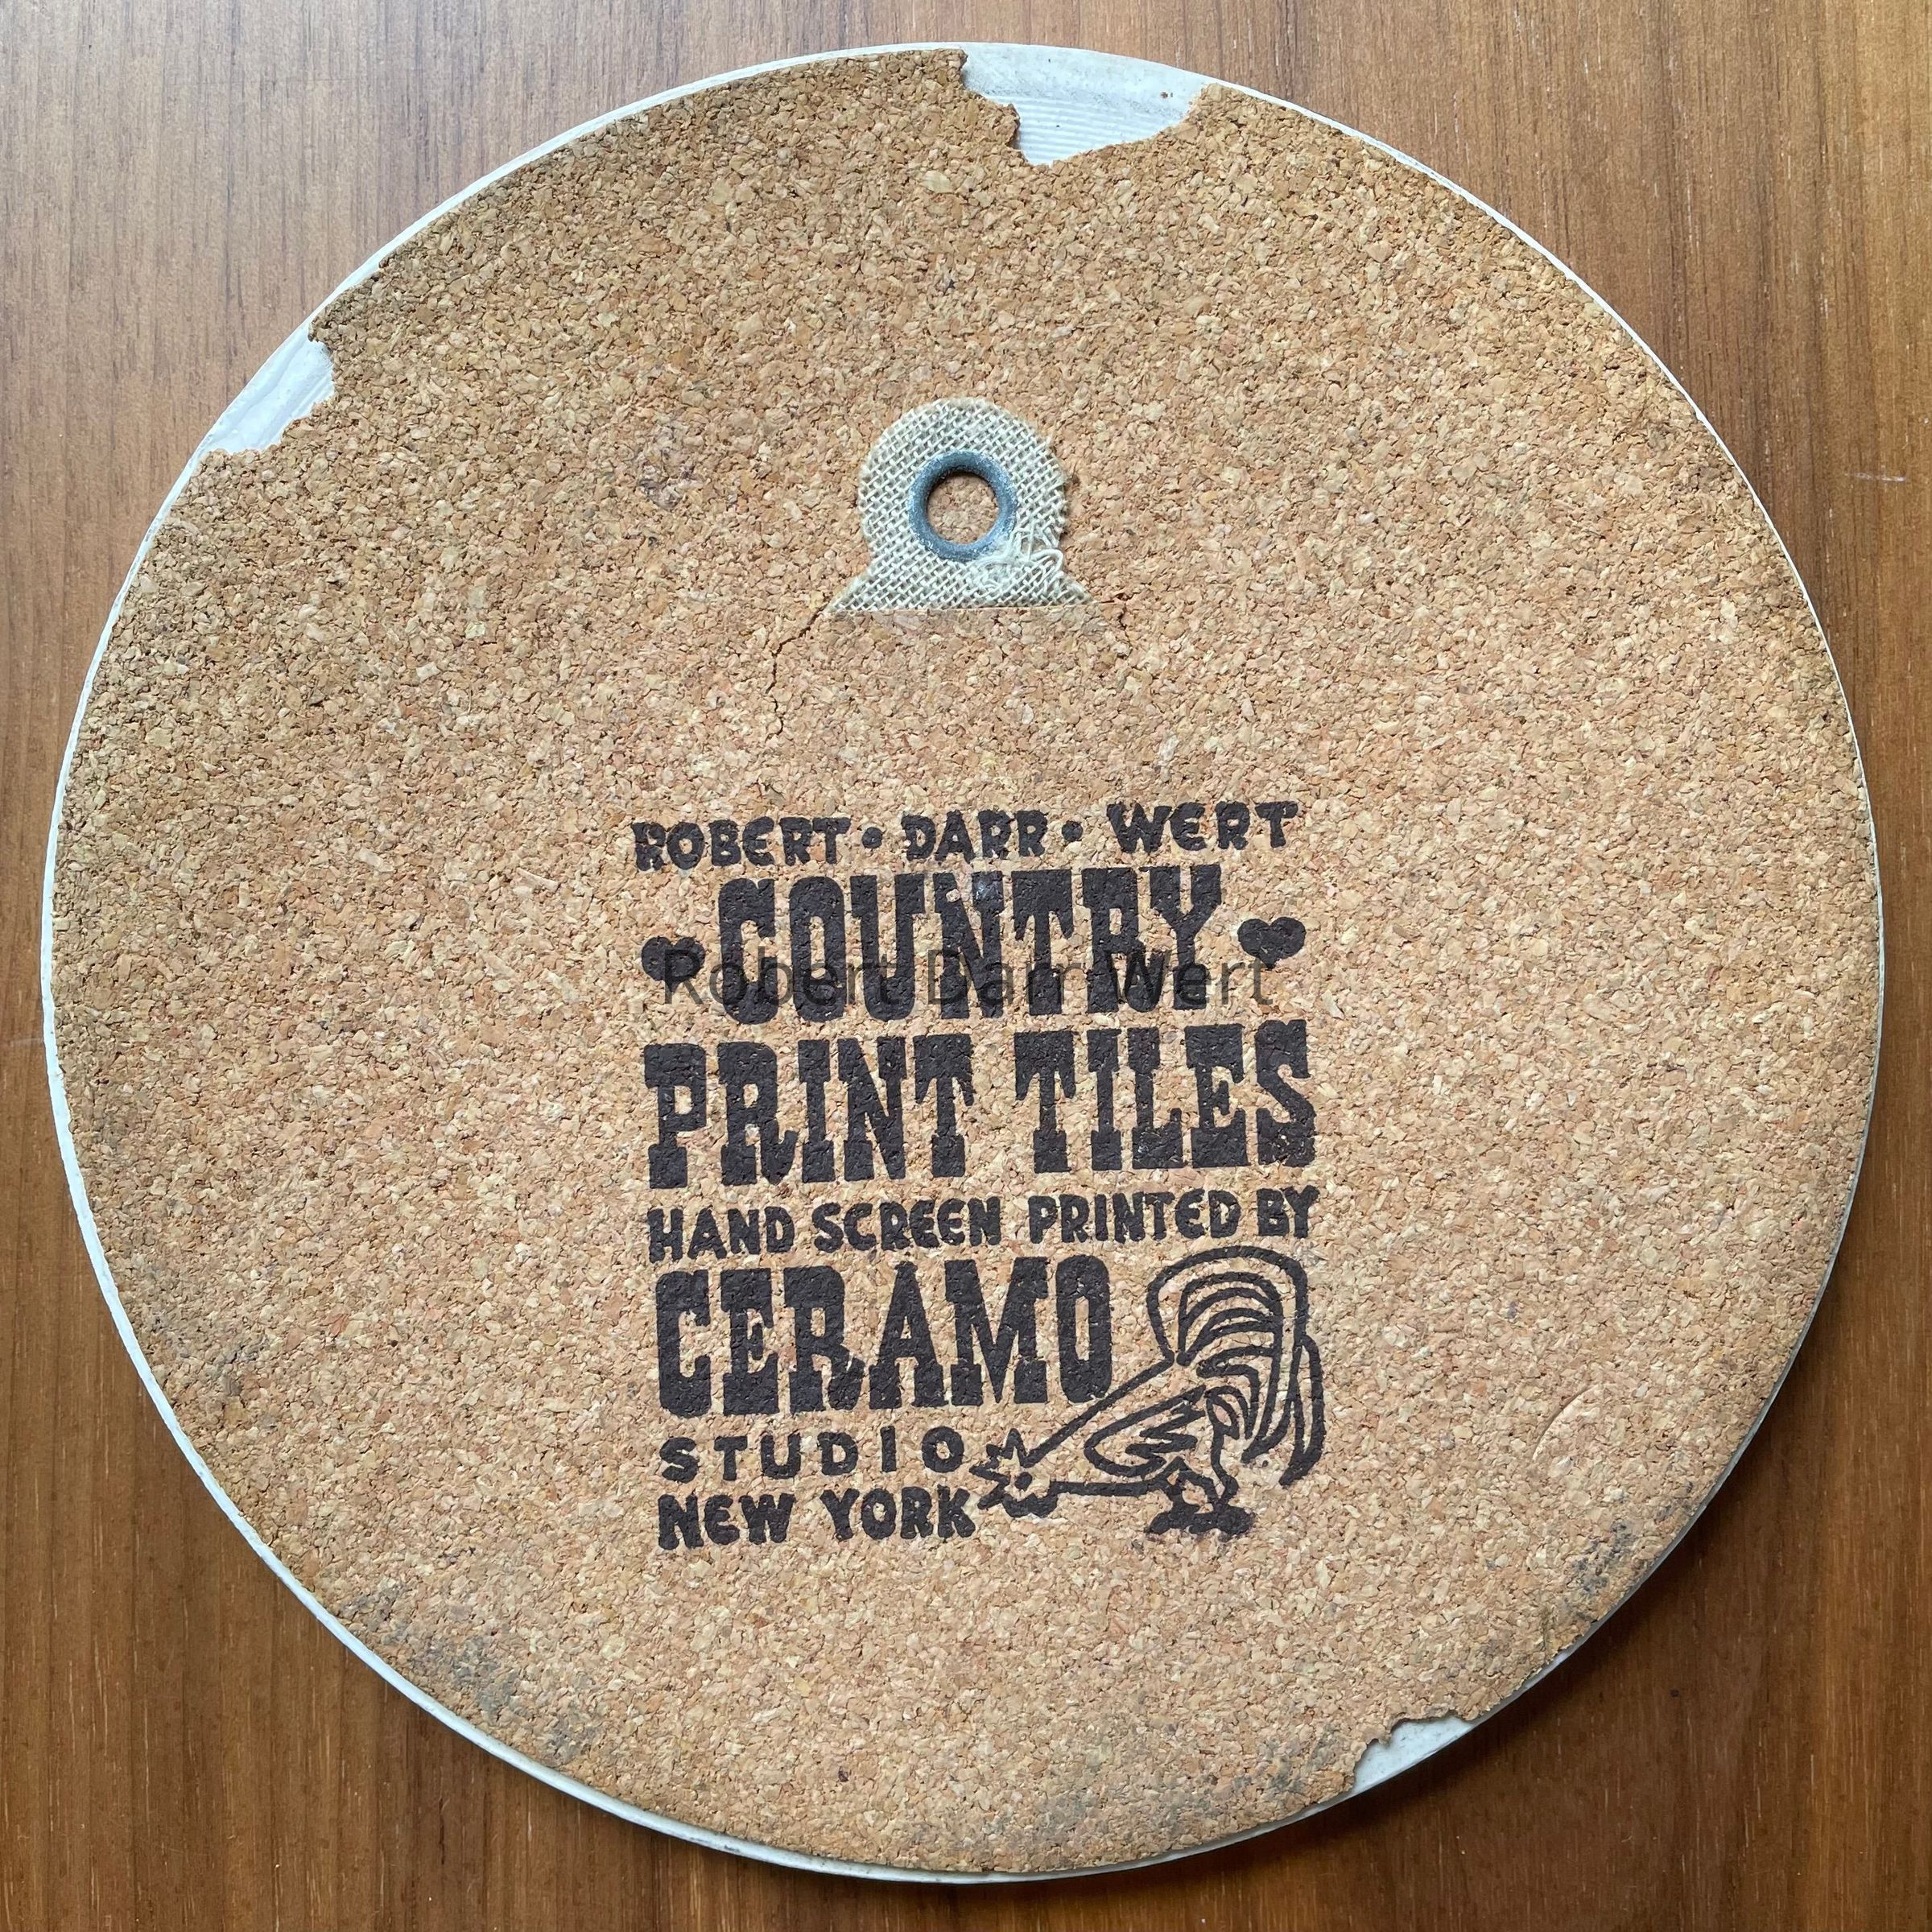 ROBERT • DARR • WERT
♥ COUNTRY ♥
Robert Darr Wert
PRINT TILES
HAND SCREEN PRINTED BY
CERAMO
STUDIO
NEW YORK